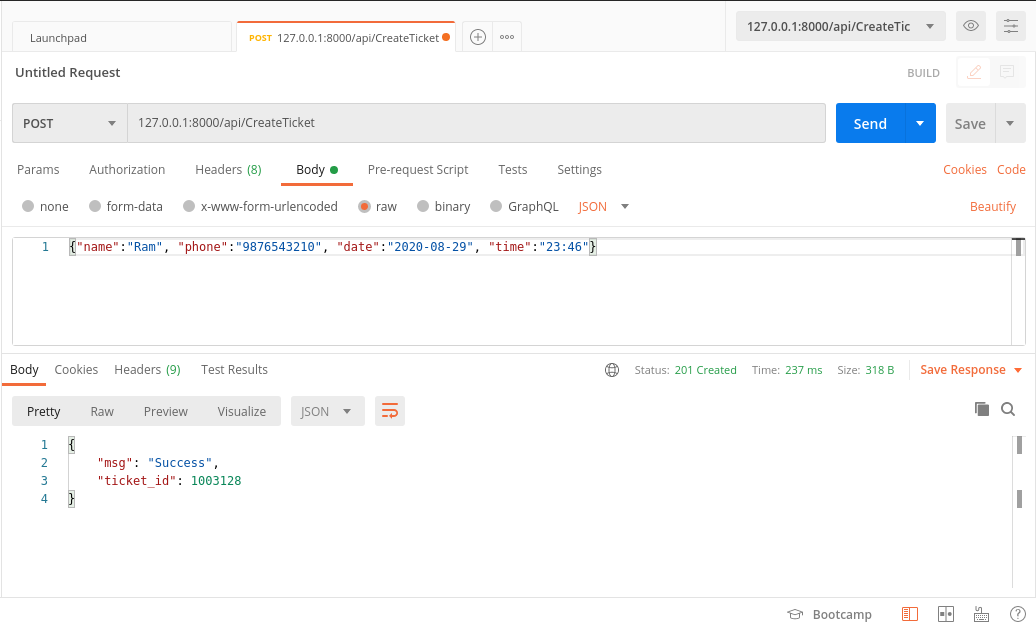 Launchpad
POST 127.0.0.1:8000/api/CreateTicket
127.0.0.1:8000/api/CreateTic
Untitled Request
BUILD
POST
127.0.0.1:8000/api/CreateTicket
Send
Save
Params Authorization Headers (8) Body Pre-request Script Tests Settings Cookies Code
none form-data x-www-form-urlencoded raw binary GraphQL JSON Beautify
1 {"name":"Ram", "phone":"9876543210", "date":"2020-08-29", "time":"23:46"}
Body Cookies Headers (9) Test Results Status: 201 Created Time: 237 ms Size: 318 B Save Response
Pretty Raw Preview Visualize JSON
1 {
2 "msg": "Success",
3 "ticket_id": 1003128
4 }
Bootcamp